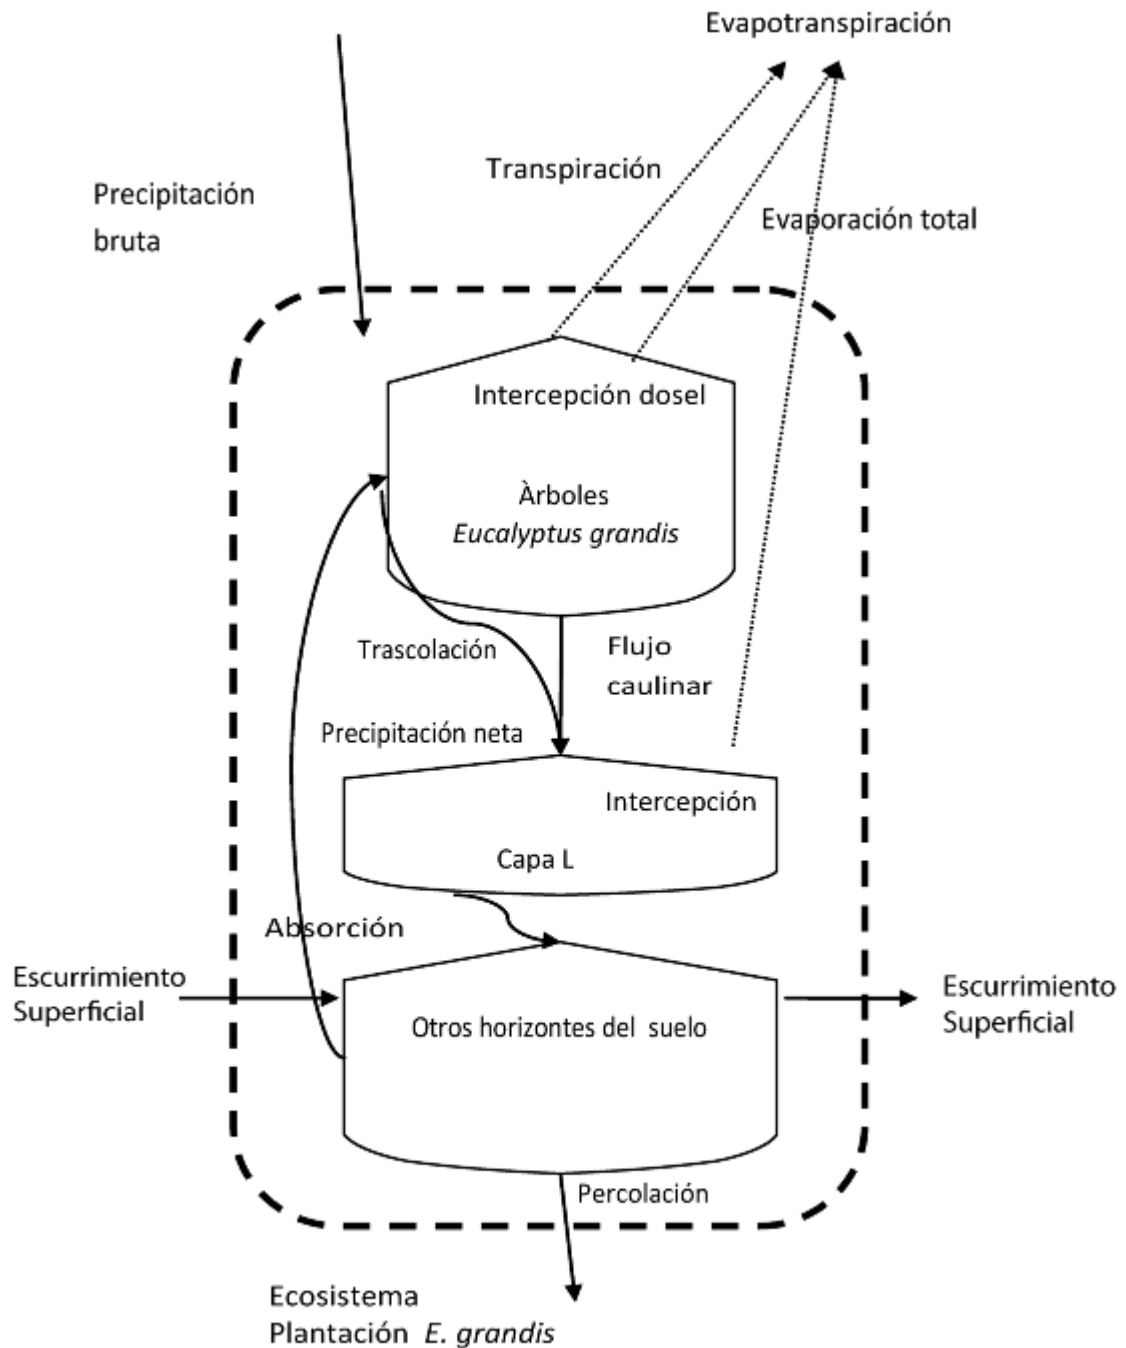 Evapotranspiración
Transpiración
Precipitación
bruta
Evaporación total
Intercepción dosel
Àrboles
Eucalyptus grandis
Trascolación
Flujo
caulinar
Precipitación neta
Intercepción
Capa L
Absorción
Escurrimiento
Superficial
Otros horizontes del suelo
Escurrimiento
Superficial
Percolación
Ecosistema
Plantación E. grandis